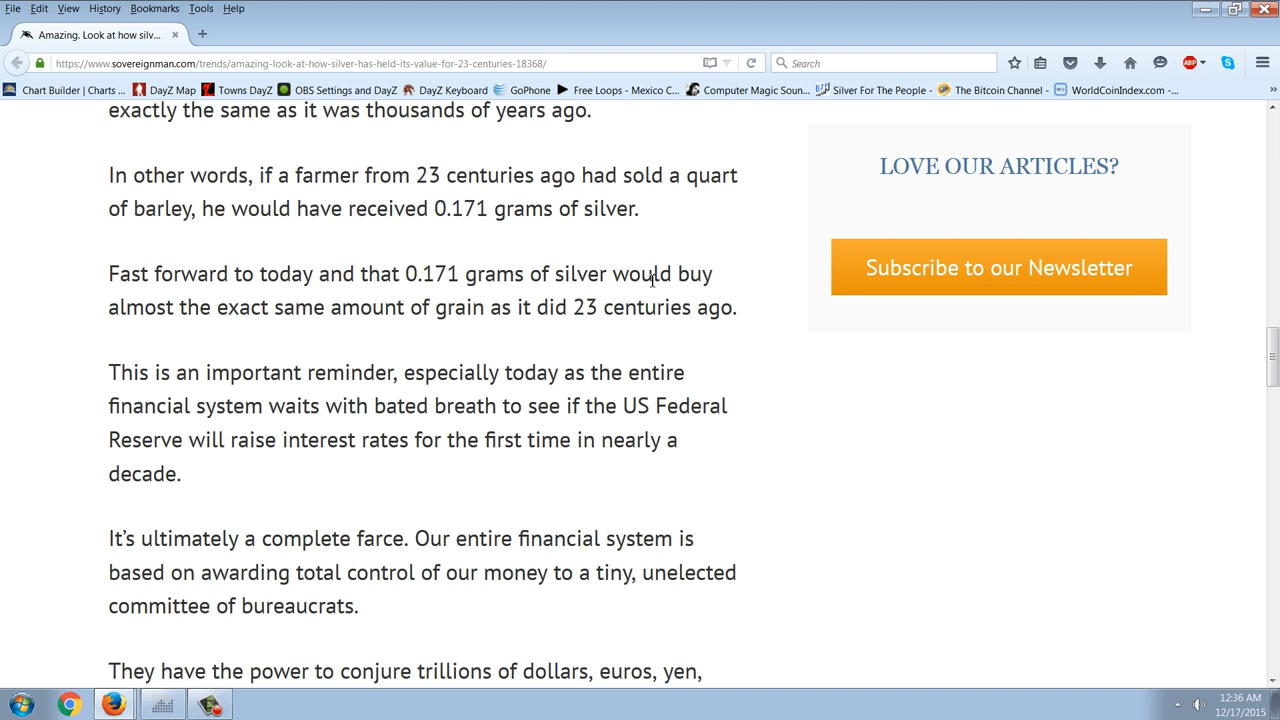 File Edit View History Bookmarks Tools Help
Amazing. Look at how silv...
https://www.sovereignman.com/trends/amazing-look-at-how-silver-has-held-its-value-for-23-centuries-18368/
Search
ABP
Chart Builder | Charts ... DayZ Map Towards DayZ OBS Settings and DayZ DayZ Keyboard GoPhone Free Loops - Mexico C... Computer Magic Soun... Silver For The People - ... The Bitcoin Channel - ... WorldCoinIndex.com -...
exactly the same as it was thousands of years ago.
In other words, if a farmer from 23 centuries ago had sold a quart
of barley, he would have received 0.171 grams of silver.
Fast forward to today and that 0.171 grams of silver would buy
almost the exact same amount of grain as it did 23 centuries ago.
This is an important reminder, especially today as the entire
financial system waits with bated breath to see if the US Federal
Reserve will raise interest rates for the first time in nearly a
decade.
It’s ultimately a complete farce. Our entire financial system is
based on awarding total control of our money to a tiny, unelected
committee of bureaucrats.
They have the power to conjure trillions of dollars, euros, yen,
LOVE OUR ARTICLES?
Subscribe to our Newsletter
12:36 AM
12/17/2015